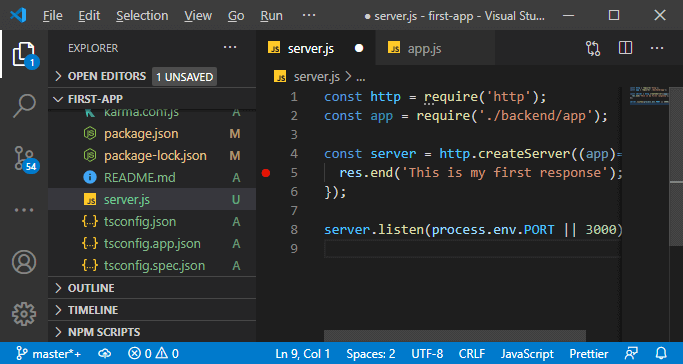 File Edit Selection View Go Run ··· ● server.js - first-app - Visual Stu...
EXPLORER ···
OPEN EDITORS 1 UNSAVED
FIRST-APP
karma.conf.js A
package.json M
package-lock.json M
README.md A
JS server.js U
{..} tsconfig.json A
{..} tsconfig.app.json A
{..} tsconfig.spec.json A
OUTLINE
TIMELINE
NPM SCRIPTS
1
54
JS server.js ● JS app.js ···
JS server.js > ...
1 const http = require('http');
2 const app = require('./backend/app');
3
4 const server = http.createServer((app)=
5 res.end('This is my first response');
6 });
7
8 server.listen(process.env.PORT || 3000)
9
master*+ 0 0 Ln 9, Col 1 Spaces: 2 UTF-8 CRLF JavaScript Prettier